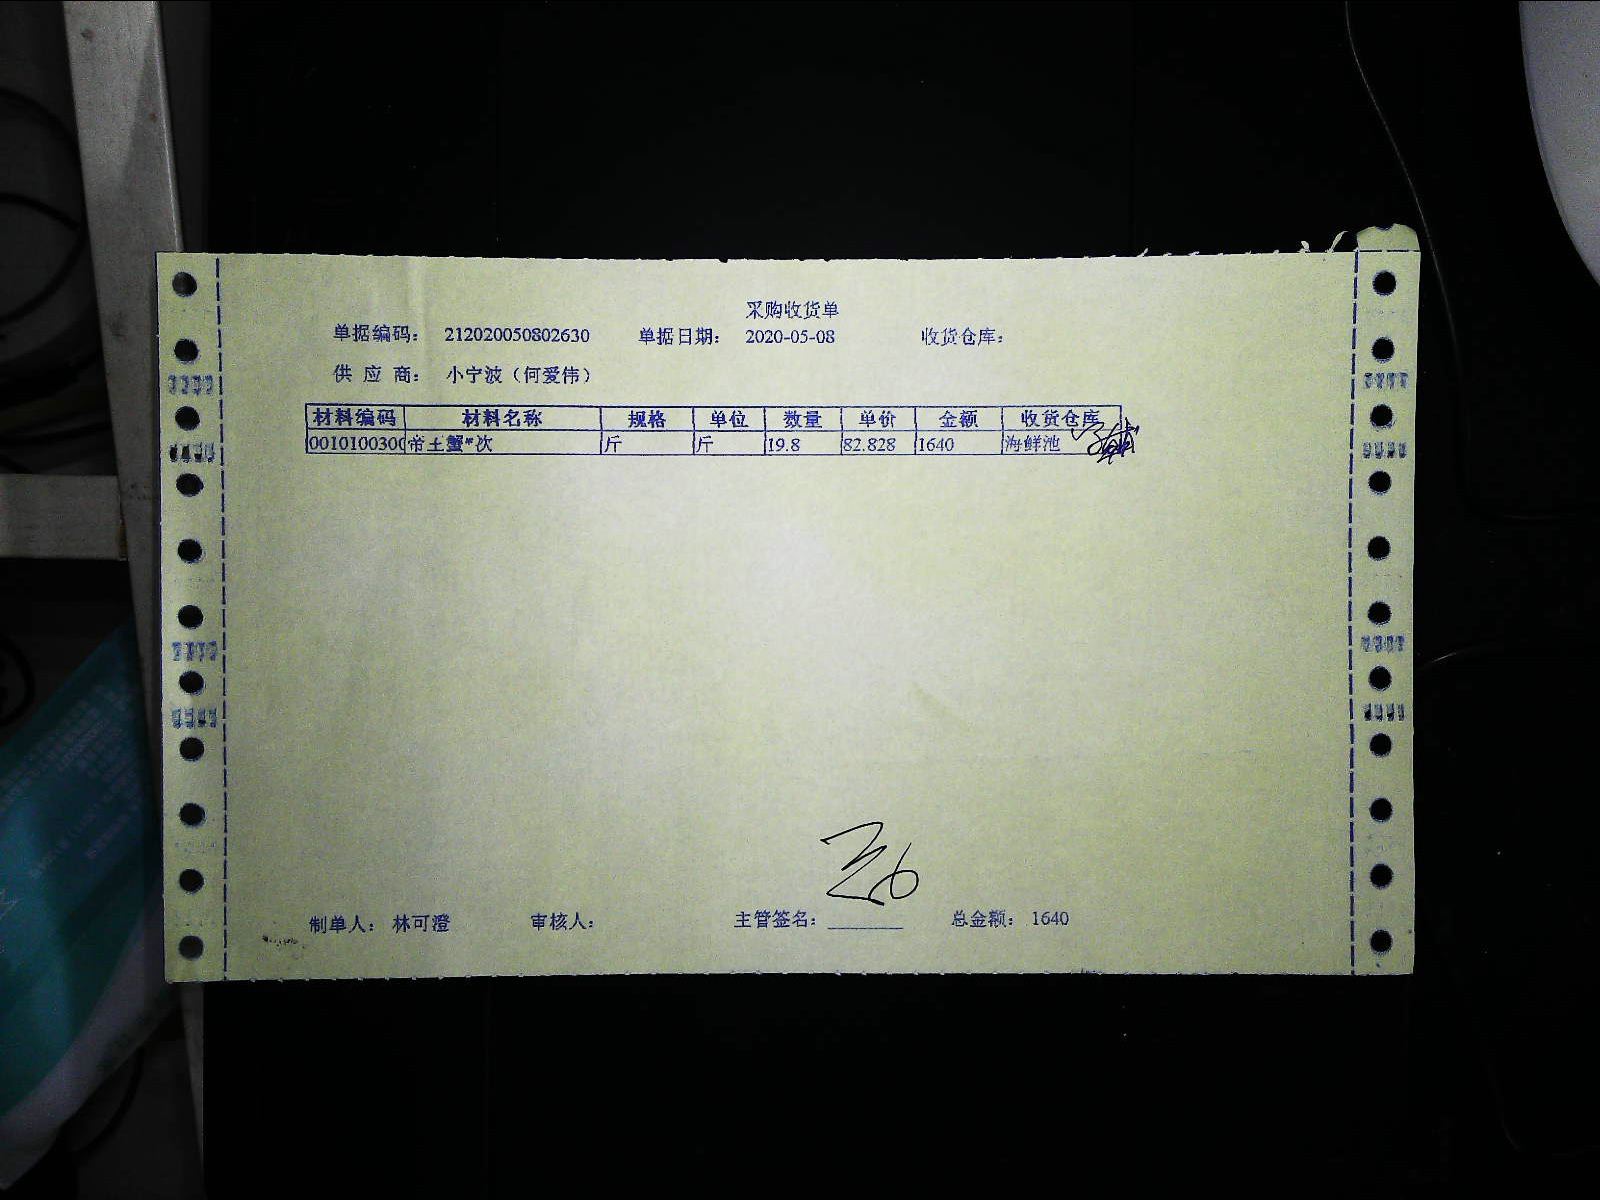 采购收货单
单据编码： 212020050802630 单据日期： 2020-05-08 收货仓库：
供 应 商： 小宁波（何爱伟）
材料编码 材料名称 规格 单位 数量 单价 金额 收货仓库
0010100300 帝王蟹*次 斤 斤 19.8 82.828 1640 海鲜池
制单人： 林可澄 审核人： 主管签名：________ 总金额： 1640